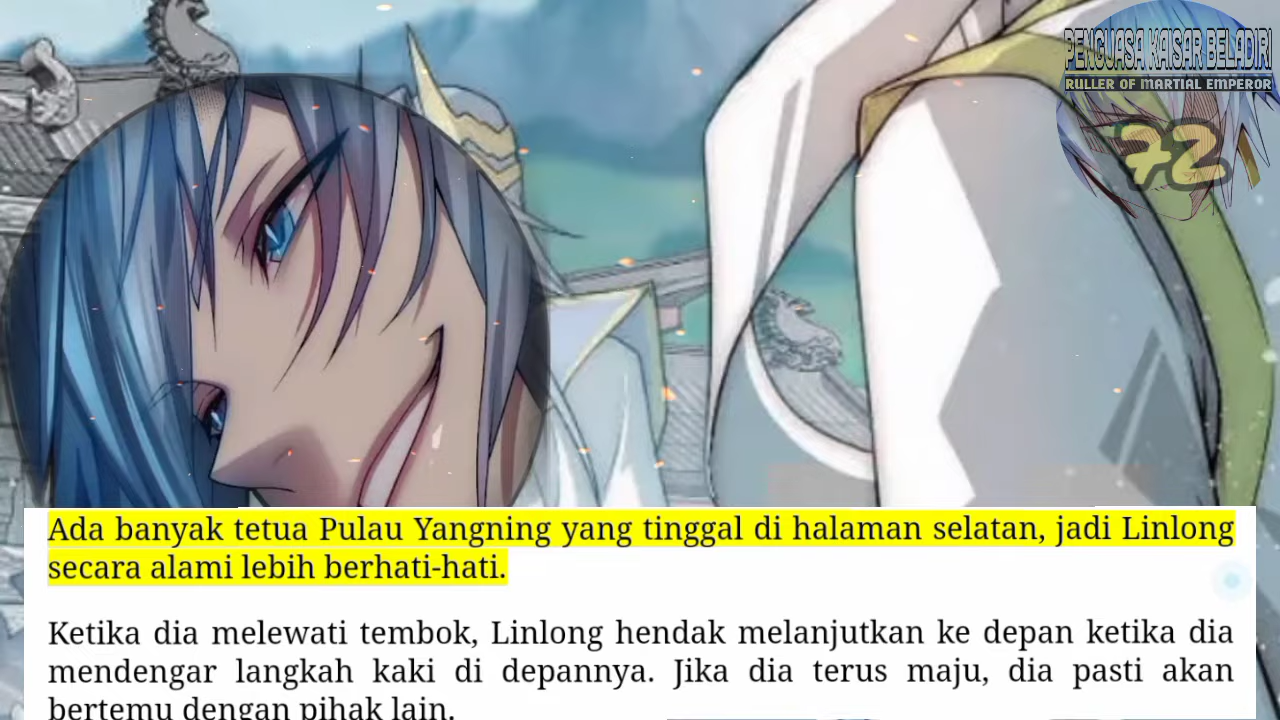 PENGUASA KAISAR BELADIRI
RULLER OF MARTIAL EMPEROR
72
Ada banyak tetua Pulau Yangning yang tinggal di halaman selatan, jadi Linlong
secara alami lebih berhati-hati.
Ketika dia melewati tembok, Linlong hendak melanjutkan ke depan ketika dia
mendengar langkah kaki di depannya. Jika dia terus maju, dia pasti akan
bertemu dengan pihak lain.